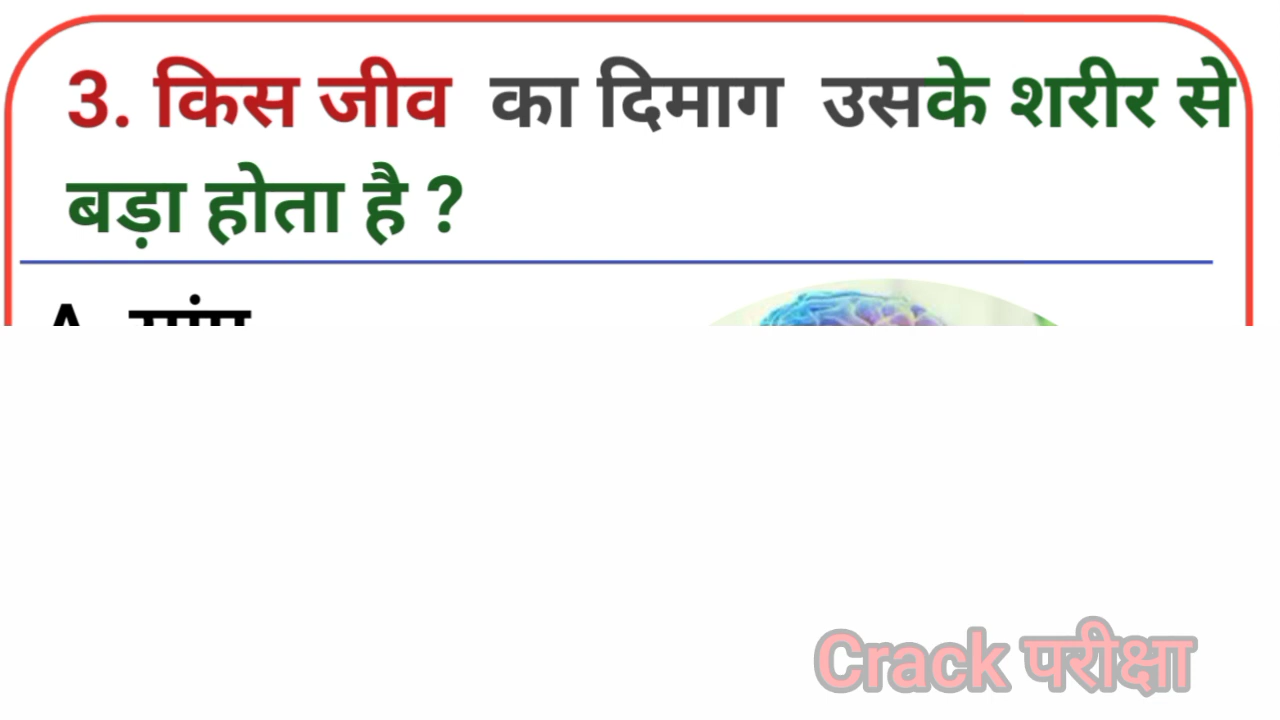 3. किस जीव का दिमाग उसके शरीर से
बड़ा होता है ?
Crack परीक्षा